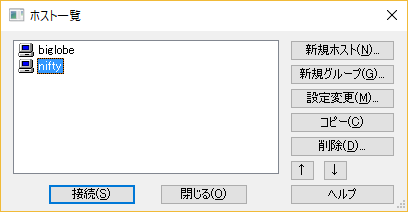 ホスト一覧
biglobe
nifty
新規ホスト(N)...
新規グループ(G)...
設定変更(M)...
コピー(C)
削除(D)...
↑ ↓
接続(S) 閉じる(O) ヘルプ